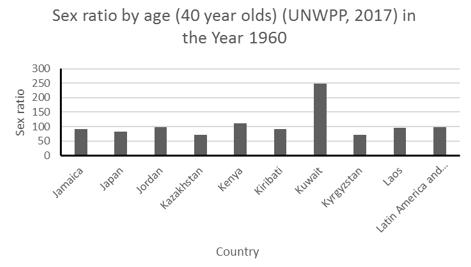 Sex ratio by age (40 year olds) (UNWPP, 2017) in
the Year 1960
300
250
200
150
100
50
0
Sex ratio
Jamaica
Japan
Jordan
Kazakhstan
Kenya
Kiribati
Kuwait
Kyrgyzstan
Laos
Latin America and...
Country